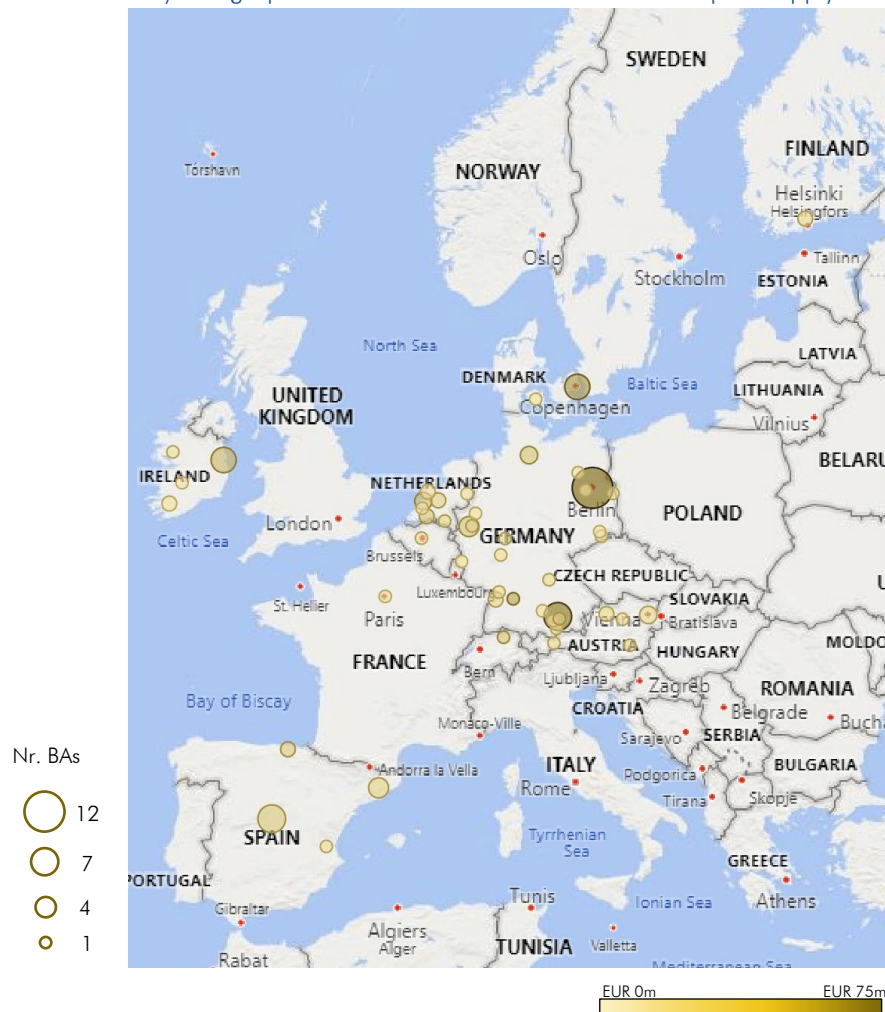 SWEDEN
FINLAND
Tórshavn
NORWAY
Helsinki
Helsingfors
Oslo
Tallinn
Stockholm
ESTONIA
North Sea
LATVIA
DENMARK
Baltic Sea
LITHUANIA
UNITED
KINGDOM
Copenhagen
Vilnius
BELARU
IRELAND
NETHERLANDS
Berlin
POLAND
London
GERMANY
Celtic Sea
Brussels
CZECH REPUBLIC
Luxembourg
SLOVAKIA
St. Helier
Paris
Vienna
Bratislava
AUSTRIA
HUNGARY
MOLDO
FRANCE
Bern
Ljubljana
Zagreb
ROMANIA
Bay of Biscay
CROATIA
Belgrade
Bucha
Monaco-Ville
Sarajevo
SERBIA
Nr. BAs
ITALY
BULGARIA
Andorra la Vella
Podgorica
Rome
Tirana
Skopje
12
Tyrrhenian
Sea
SPAIN
7
GREECE
PORTUGAL
Tunis
Ionian Sea
Athens
4
Gibraltar
Algiers
Alger
1
TUNISIA
Valletta
Rabat
Mediterranean Sea
EUR 0m
EUR 75m